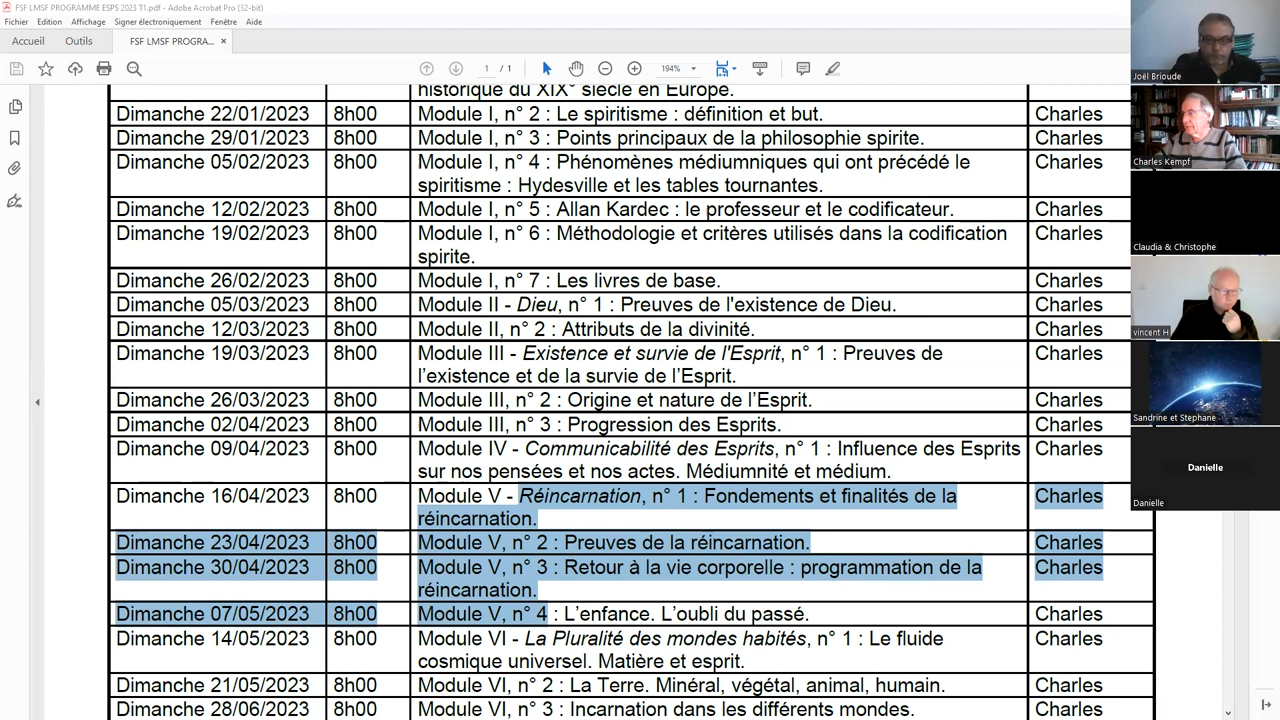 FSF LMSF PROGRAMME ESPS 2023 T1.pdf - Adobe Acrobat Pro (32-bit)
Fichier Edition Affichage Signer électroniquement Fenêtre Aide
Accueil Outils FSF LMSF PROGRA... ×
1 / 1 194%
historique du XIXe siècle en Europe.
Dimanche 22/01/2023 8h00 Module I, n° 2 : Le spiritisme : définition et but. Charles
Dimanche 29/01/2023 8h00 Module I, n° 3 : Points principaux de la philosophie spirite. Charles
Dimanche 05/02/2023 8h00 Module I, n° 4 : Phénomènes médiumniques qui ont précédé le Charles
spiritisme : Hydesville et les tables tournantes.
Dimanche 12/02/2023 8h00 Module I, n° 5 : Allan Kardec : le professeur et le codificateur. Charles
Dimanche 19/02/2023 8h00 Module I, n° 6 : Méthodologie et critères utilisés dans la codification Charles
spirite.
Dimanche 26/02/2023 8h00 Module I, n° 7 : Les livres de base. Charles
Dimanche 05/03/2023 8h00 Module II - Dieu, n° 1 : Preuves de l'existence de Dieu. Charles
Dimanche 12/03/2023 8h00 Module II, n° 2 : Attributs de la divinité. Charles
Dimanche 19/03/2023 8h00 Module III - Existence et survie de l'Esprit, n° 1 : Preuves de Charles
l’existence et de la survie de l’Esprit.
Dimanche 26/03/2023 8h00 Module III, n° 2 : Origine et nature de l’Esprit. Charles
Dimanche 02/04/2023 8h00 Module III, n° 3 : Progression des Esprits. Charles
Dimanche 09/04/2023 8h00 Module IV - Communicabilité des Esprits, n° 1 : Influence des Esprits Charles
sur nos pensées et nos actes. Médiumnité et médium.
Dimanche 16/04/2023 8h00 Module V - Réincarnation, n° 1 : Fondements et finalités de la Charles
réincarnation.
Dimanche 23/04/2023 8h00 Module V, n° 2 : Preuves de la réincarnation. Charles
Dimanche 30/04/2023 8h00 Module V, n° 3 : Retour à la vie corporelle : programmation de la Charles
réincarnation.
Dimanche 07/05/2023 8h00 Module V, n° 4 : L’enfance. L’oubli du passé. Charles
Dimanche 14/05/2023 8h00 Module VI - La Pluralité des mondes habités, n° 1 : Le fluide Charles
cosmique universel. Matière et esprit.
Dimanche 21/05/2023 8h00 Module VI, n° 2 : La Terre. Minéral, végétal, animal, humain. Charles
Dimanche 28/06/2023 8h00 Module VI, n° 3 : Incarnation dans les différents mondes. Charles
Joël Brioude
Charles Kempf
Claudia & Christophe
vincent H
Sandrine et Stephane
Danielle
Danielle